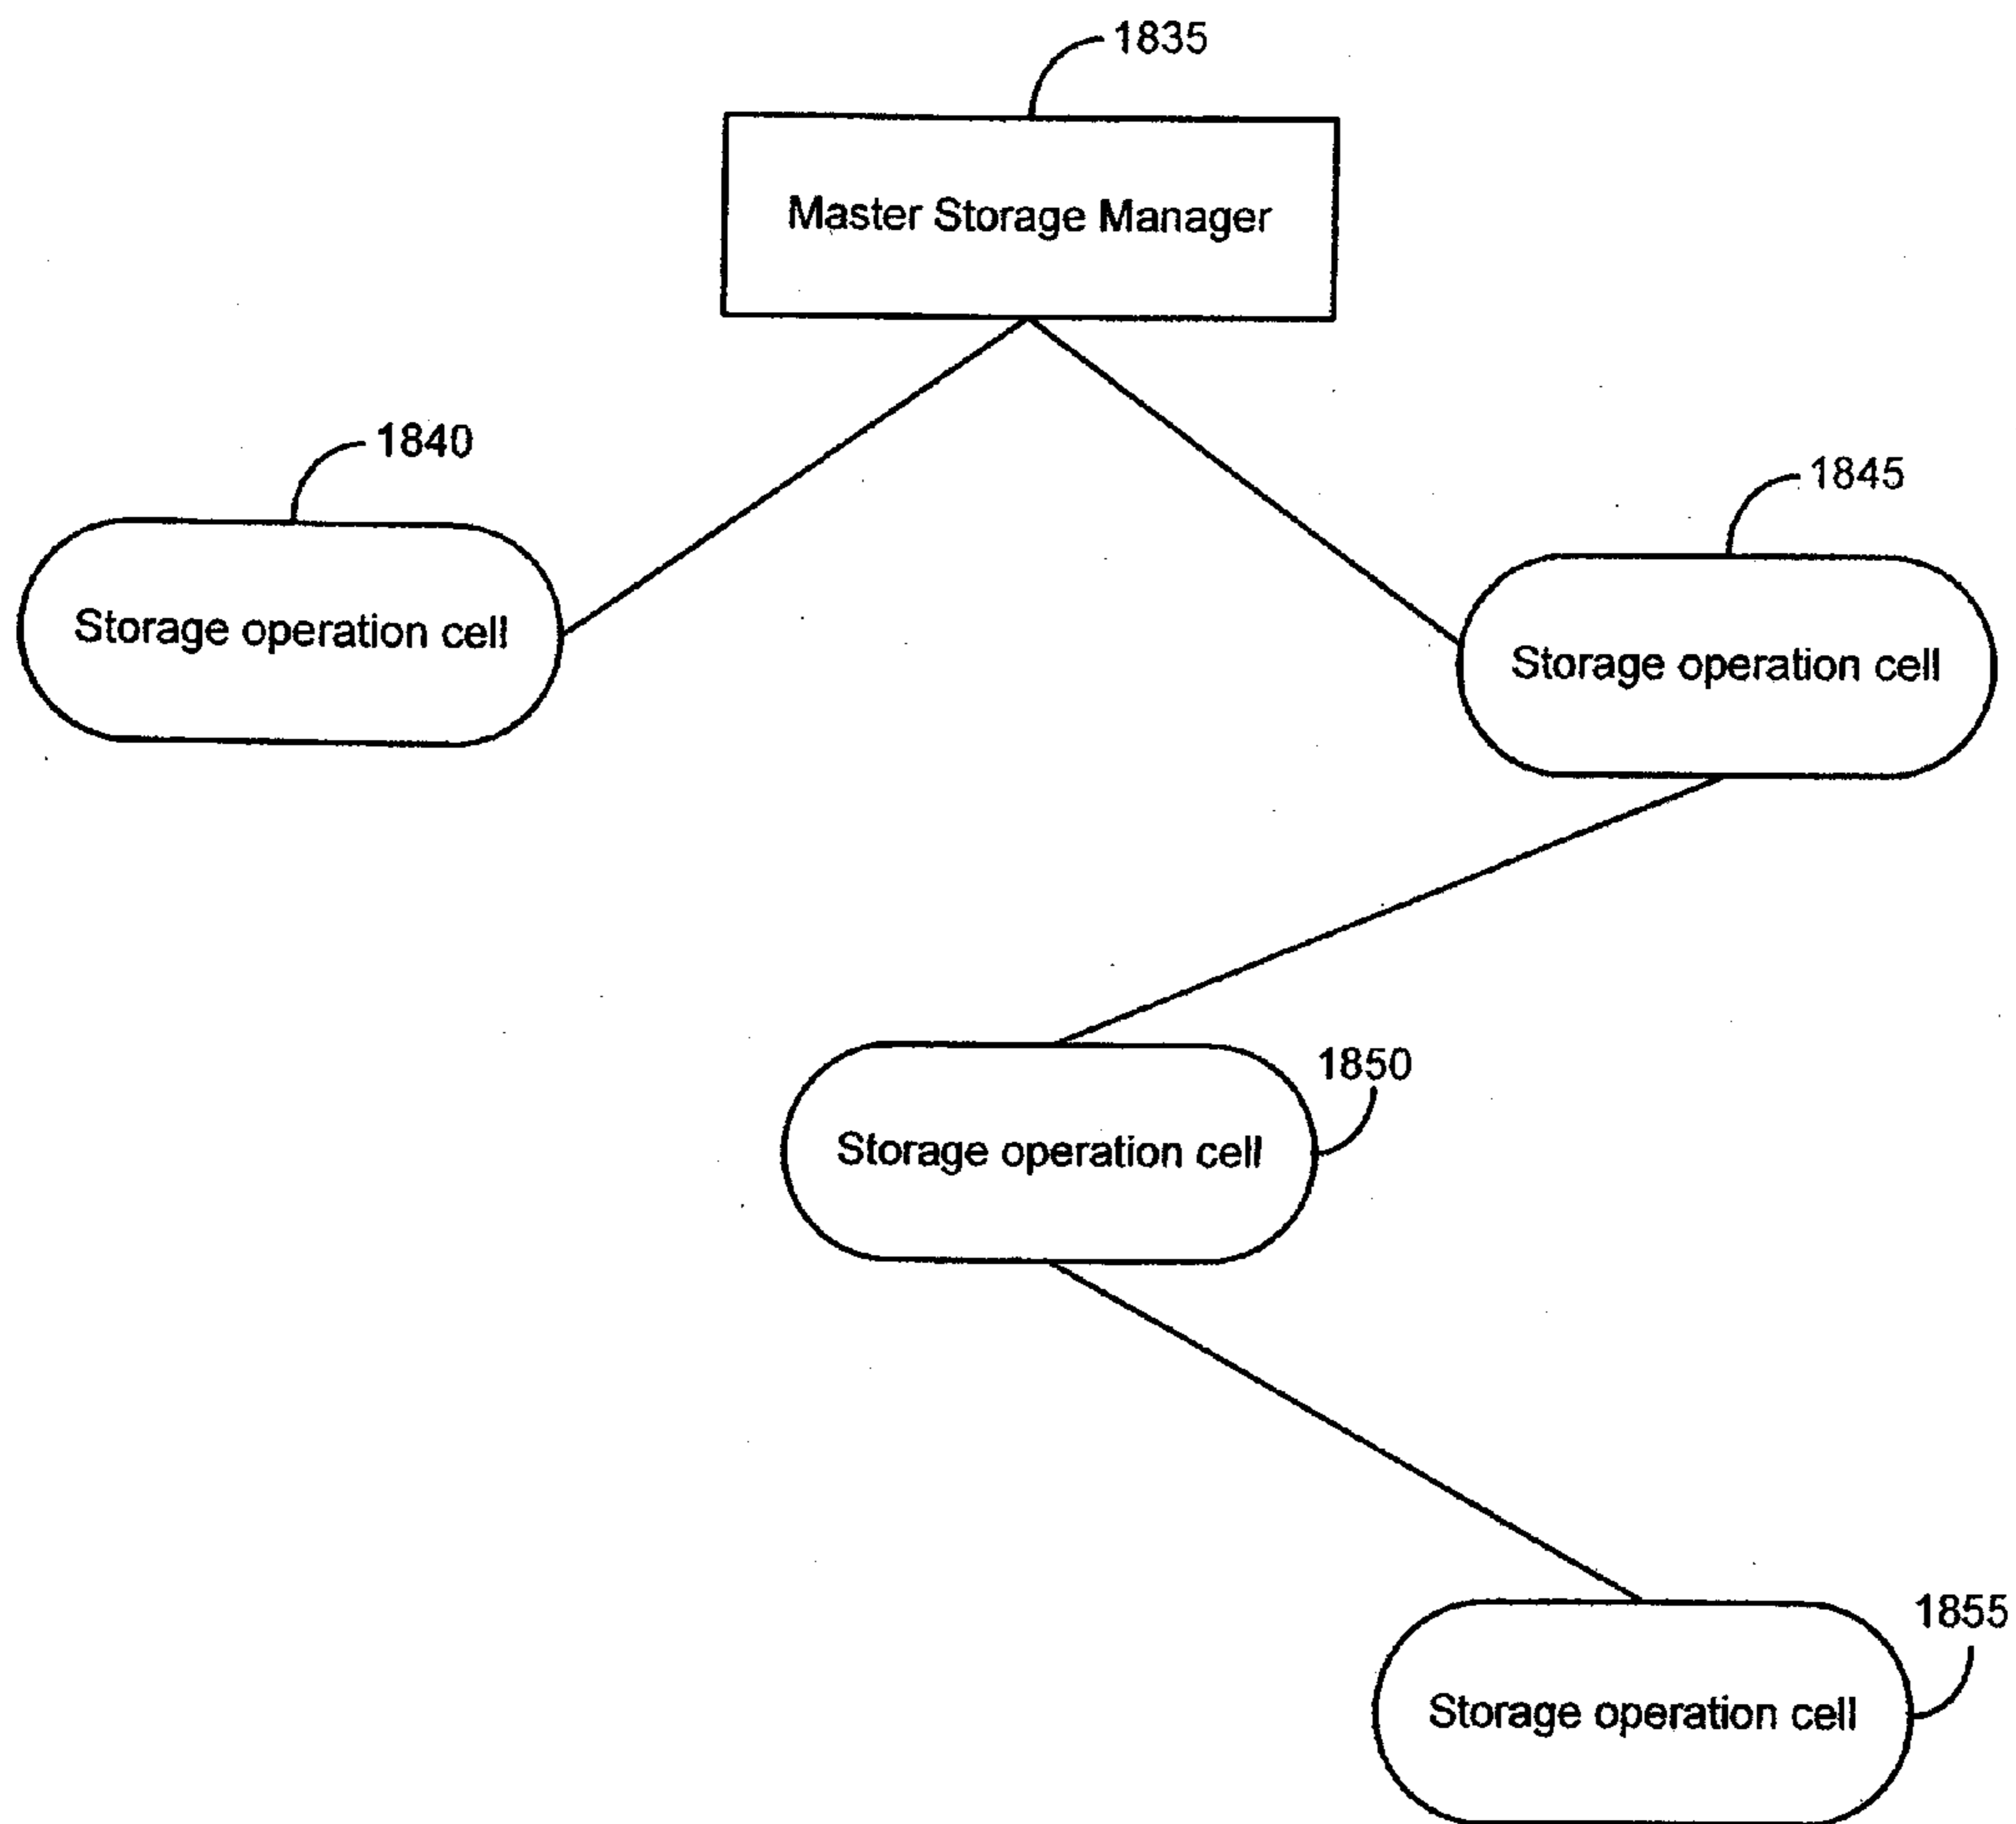 1835
Master Storage Manager
1840
1845
Storage operation cell
Storage operation cell
1850
Storage operation cell
1855
Storage operation cell